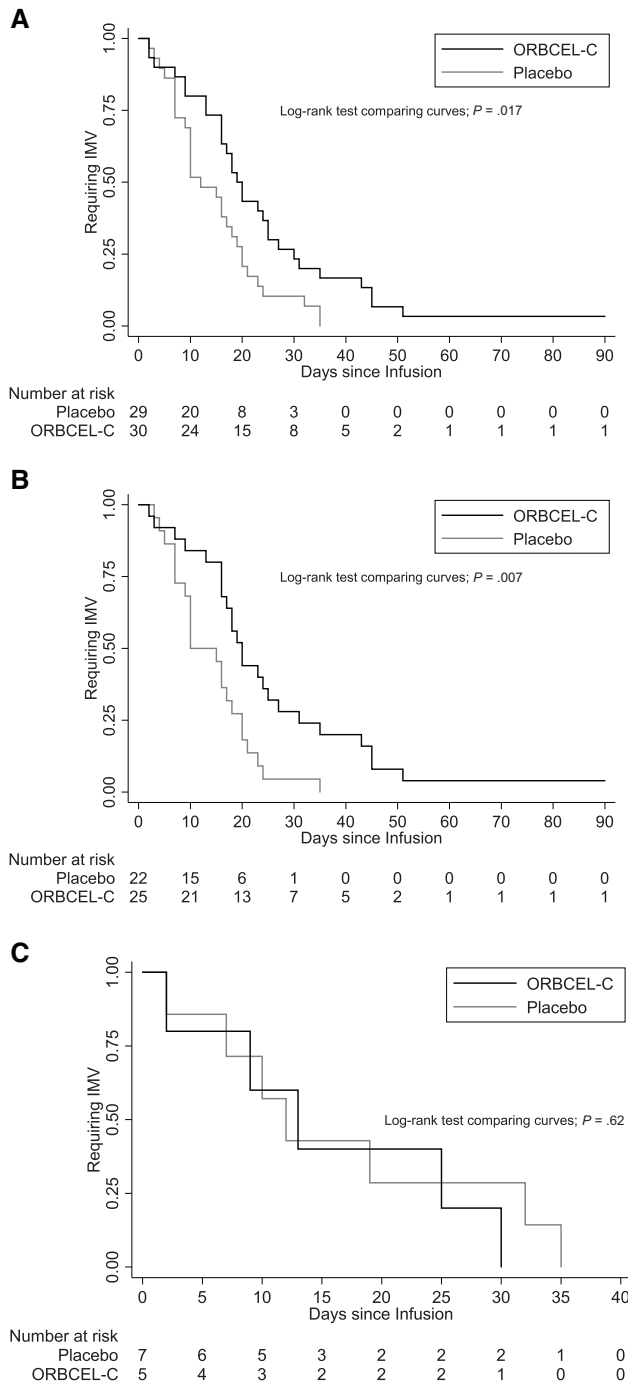 A
1.00
0.75
0.50
0.25
0.00
Requiring IMV
ORBCEL-C
Placebo
Log-rank test comparing curves; P = .017
0 10 20 30 40 50 60 70 80 90
Days since Infusion
Number at risk
Placebo 29 20 8 3 0 0 0 0 0 0
ORBCEL-C 30 24 15 8 5 2 1 1 1 1
B
1.00
0.75
0.50
0.25
0.00
Requiring IMV
ORBCEL-C
Placebo
Log-rank test comparing curves; P = .007
0 10 20 30 40 50 60 70 80 90
Days since Infusion
Number at risk
Placebo 22 15 6 1 0 0 0 0 0 0
ORBCEL-C 25 21 13 7 5 2 1 1 1 1
C
1.00
0.75
0.50
0.25
0.00
Requiring IMV
ORBCEL-C
Placebo
Log-rank test comparing curves; P = .62
0 5 10 15 20 25 30 35 40
Days since Infusion
Number at risk
Placebo 7 6 5 3 2 2 2 1 0
ORBCEL-C 5 4 3 2 2 2 1 0 0